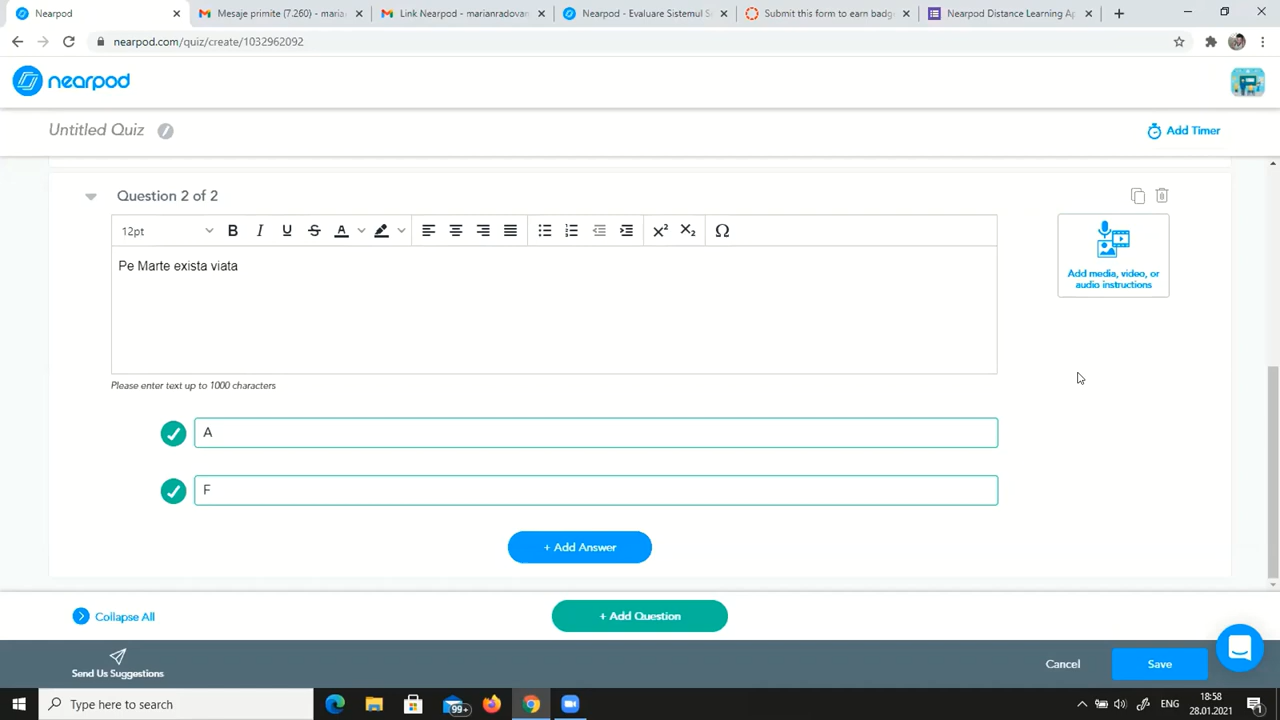 Nearpod
Mesaje primite (7.260) - maria
Link Nearpod - marianradovan
Nearpod - Evaluare Sistemul S
Submit this form to earn badg
Nearpod Distance Learning Ap
nearpod.com/quiz/create/1032962092
nearpod
Untitled Quiz
Add Timer
Question 2 of 2
12pt B I U S A x² x₂ Ω
Pe Marte exista viata
Add media, video, or
audio instructions
Please enter text up to 1000 characters
A
F
+ Add Answer
Collapse All
+ Add Question
Send Us Suggestions
Cancel
Save
Type here to search
99+
ENG
18:58
28.01.2021
1